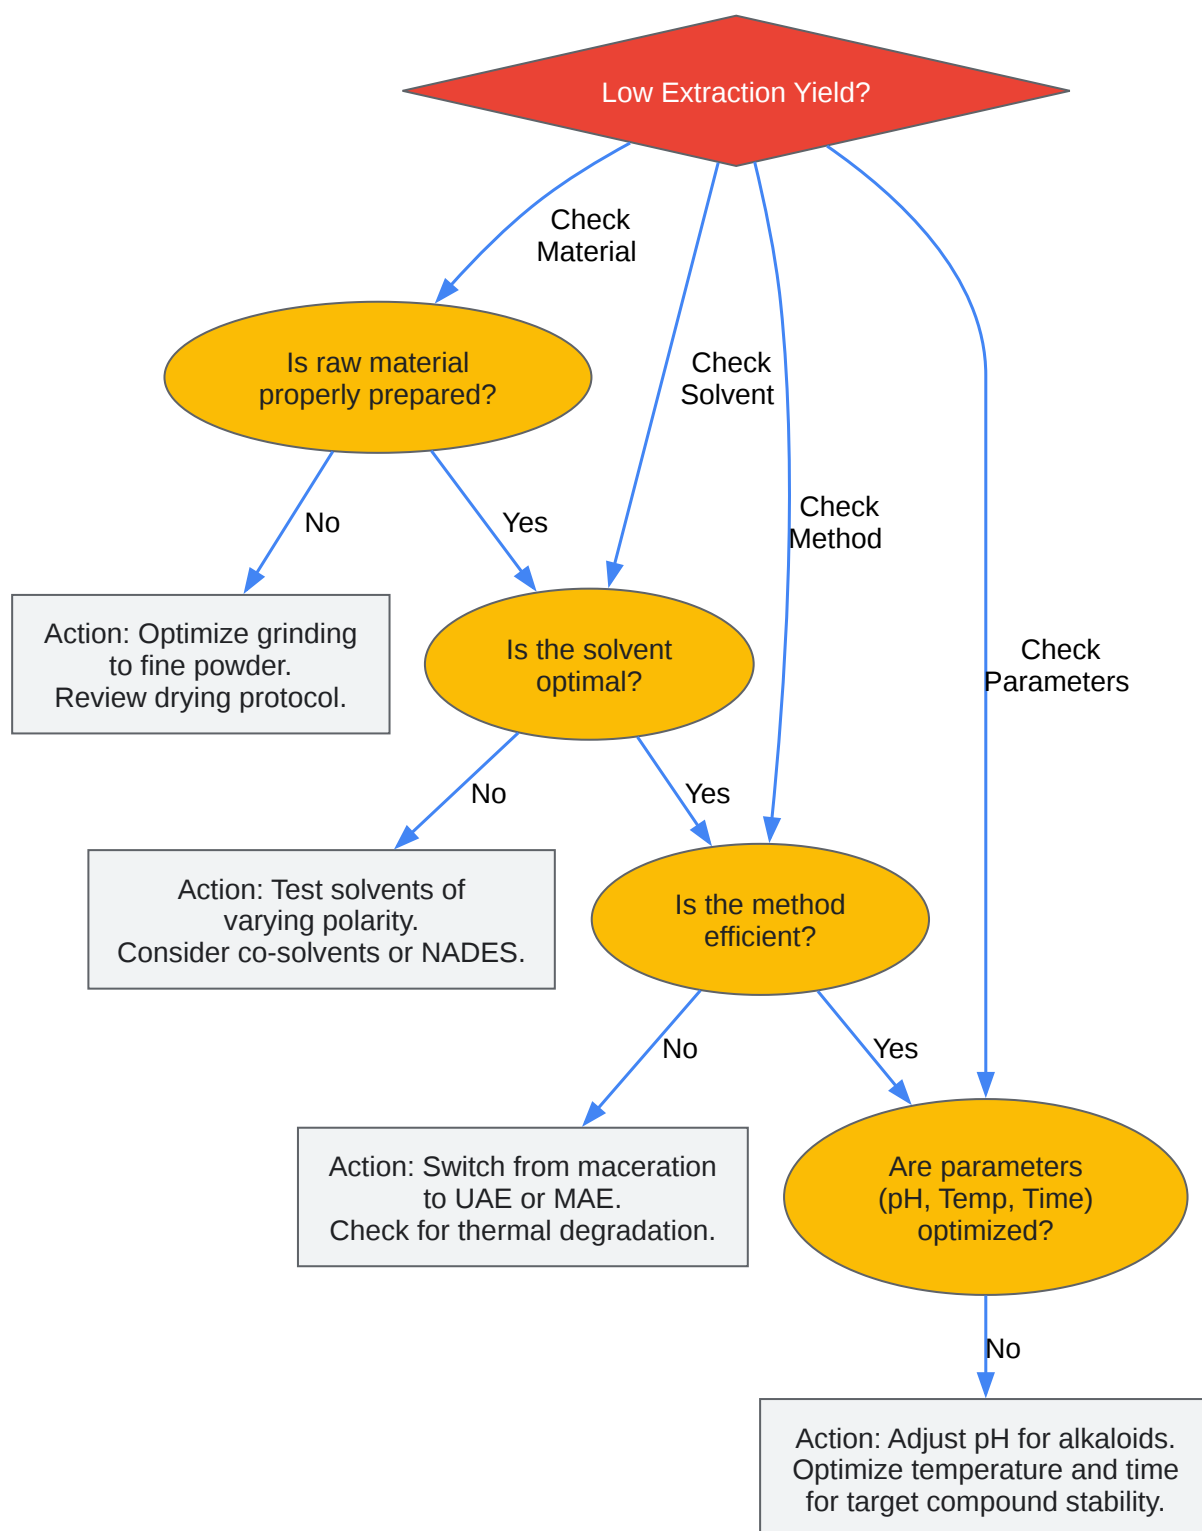 Low Extraction Yield?
Check
Material
Is raw material
properly prepared?
Check
Solvent
Check
Method
No
Yes
Action: Optimize grinding
to fine powder.
Review drying protocol.
Is the solvent
optimal?
Check
Parameters
No
Yes
Action: Test solvents of
varying polarity.
Consider co-solvents or NADES.
Is the method
efficient?
No
Yes
Action: Switch from maceration
to UAE or MAE.
Check for thermal degradation.
Are parameters
(pH, Temp, Time)
optimized?
No
Action: Adjust pH for alkaloids.
Optimize temperature and time
for target compound stability.